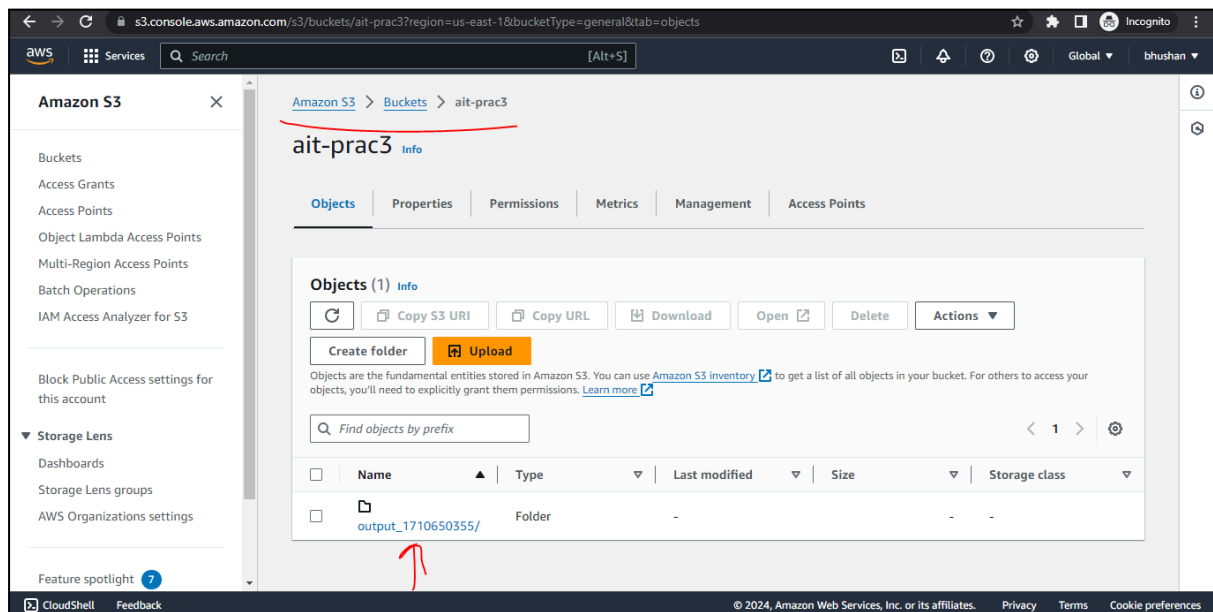 s3.console.aws.amazon.com/s3/buckets/ait-prac3?region=us-east-1&bucketType=general&tab=objects
Incognito
aws
Services
Search
[Alt+S]
Global
bhushan
Amazon S3
Buckets
Access Grants
Access Points
Object Lambda Access Points
Multi-Region Access Points
Batch Operations
IAM Access Analyzer for S3
Block Public Access settings for
this account
Storage Lens
Dashboards
Storage Lens groups
AWS Organizations settings
Feature spotlight 7
Amazon S3 > Buckets > ait-prac3
ait-prac3 Info
Objects
Properties
Permissions
Metrics
Management
Access Points
Objects (1) Info
Copy S3 URI
Copy URL
Download
Open
Delete
Actions
Create folder
Upload
Objects are the fundamental entities stored in Amazon S3. You can use Amazon S3 inventory to get a list of all objects in your bucket. For others to access your
objects, you'll need to explicitly grant them permissions. Learn more
Find objects by prefix
< 1 >
Name
Type
Last modified
Size
Storage class
output_1710650355/
Folder
-
-
-
CloudShell
Feedback
© 2024, Amazon Web Services, Inc. or its affiliates.
Privacy
Terms
Cookie preferences